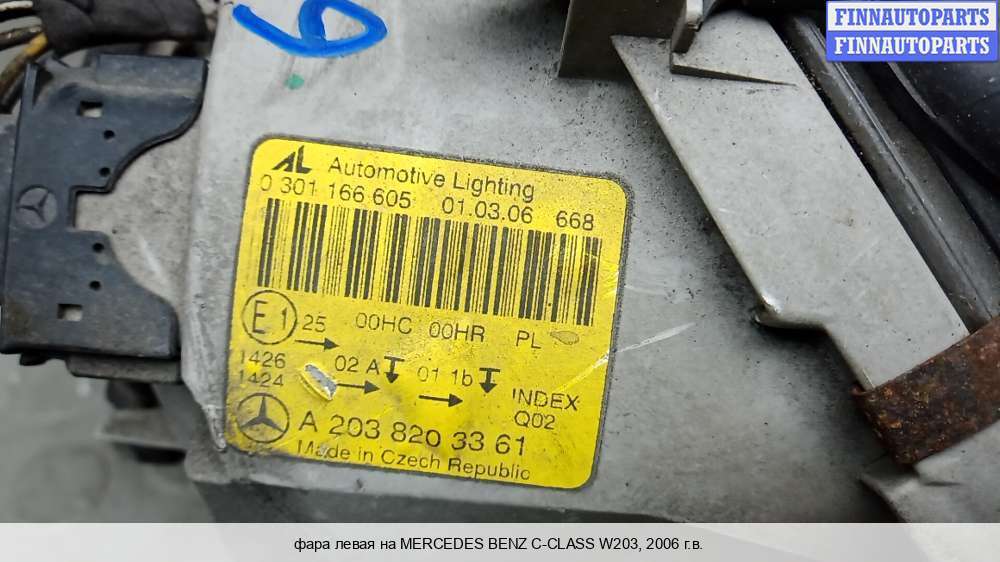 FINNAUTOPARTS
FINNAUTOPARTS
6
AL Automotive Lighting
0 301 166 605 01.03.06 668
E1 25 00HC 00HR PL
1426 02 A 01 1b INDEX
1424 Q02
A 203 820 33 61
Made in Czech Republic
фара левая на MERCEDES BENZ C-CLASS W203, 2006 г.в.